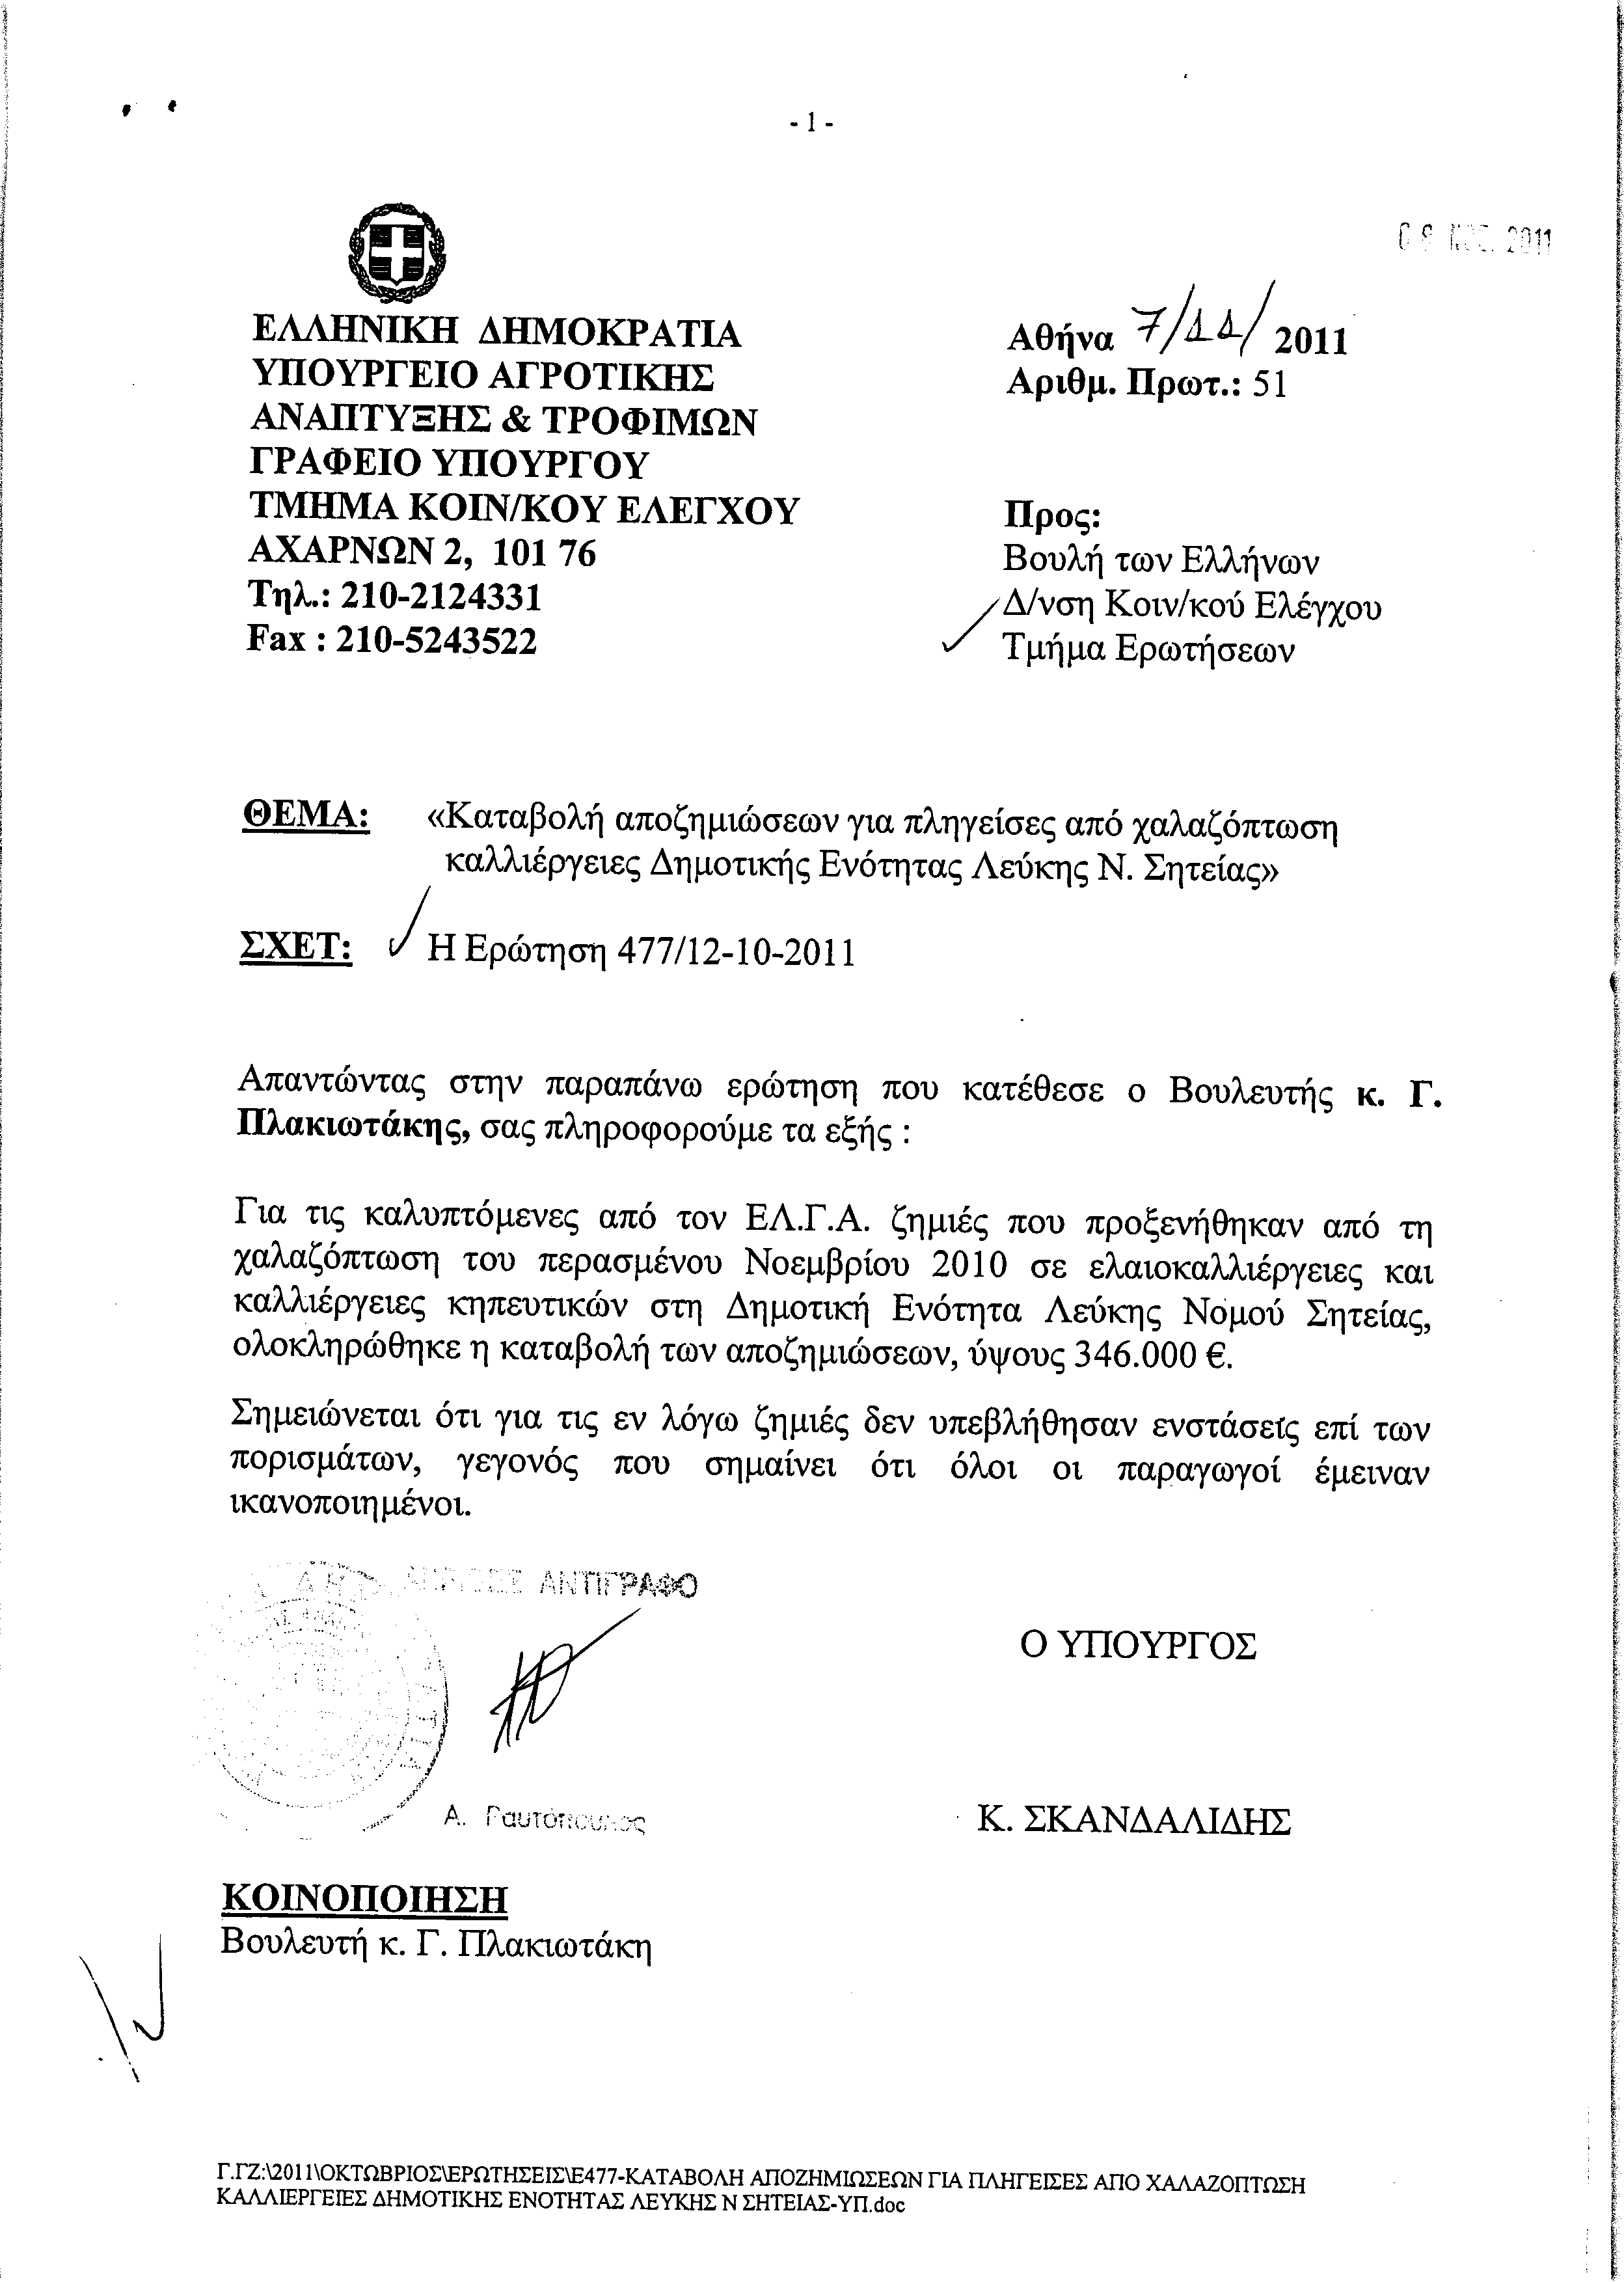 - 1 -
2011
ΕΛΛΗΝΙΚΗ ΔΗΜΟΚΡΑΤΙΑ
ΥΠΟΥΡΓΕΙΟ ΑΓΡΟΤΙΚΗΣ
ΑΝΑΠΤΥΞΗΣ & ΤΡΟΦΙΜΩΝ
ΓΡΑΦΕΙΟ ΥΠΟΥΡΓΟΥ
ΤΜΗΜΑ ΚΟΙΝ/ΚΟΥ ΕΛΕΓΧΟΥ
ΑΧΑΡΝΩΝ 2, 101 76
Τηλ.: 210-2124331
Fax : 210-5243522
Αθήνα 7/11/ 2011
Αριθμ. Πρωτ.: 51
Προς:
Βουλή των Ελλήνων
Δ/νση Κοιν/κού Ελέγχου
Τμήμα Ερωτήσεων
ΘΕΜΑ: «Καταβολή αποζημιώσεων για πληγείσες από χαλαζόπτωση
καλλιέργειες Δημοτικής Ενότητας Λεύκης Ν. Σητείας»
ΣΧΕΤ: Η Ερώτηση 477/12-10-2011
Απαντώντας στην παραπάνω ερώτηση που κατέθεσε ο Βουλευτής κ. Γ.
Πλακιωτάκης, σας πληροφορούμε τα εξής :
Για τις καλυπτόμενες από τον ΕΛ.Γ.Α. ζημιές που προξενήθηκαν από τη
χαλαζόπτωση του περασμένου Νοεμβρίου 2010 σε ελαιοκαλλιέργειες και
καλλιέργειες κηπευτικών στη Δημοτική Ενότητα Λεύκης Νομού Σητείας,
ολοκληρώθηκε η καταβολή των αποζημιώσεων, ύψους 346.000 €.
Σημειώνεται ότι για τις εν λόγω ζημιές δεν υπεβλήθησαν ενστάσεις επί των
πορισμάτων, γεγονός που σημαίνει ότι όλοι οι παραγωγοί έμειναν
ικανοποιημένοι.
ΑΝΤΙΓΡΑΦΟ
Ο ΥΠΟΥΡΓΟΣ
Α.
Κ. ΣΚΑΝΔΑΛΙΔΗΣ
ΚΟΙΝΟΠΟΙΗΣΗ
Βουλευτή κ. Γ. Πλακιωτάκη
Γ.ΓZ:\2011\ΟΚΤΩΒΡΙΟΣ\ΕΡΩΤΗΣΕΙΣ\Ε477-ΚΑΤΑΒΟΛΗ ΑΠΟΖΗΜΙΩΣΕΩΝ ΓΙΑ ΠΛΗΓΕΙΣΕΣ ΑΠΟ ΧΑΛΑΖΟΠΤΩΣΗ
ΚΑΛΛΙΕΡΓΕΙΕΣ ΔΗΜΟΤΙΚΗΣ ΕΝΟΤΗΤΑΣ ΛΕΥΚΗΣ Ν ΣΗΤΕΙΑΣ-ΥΠ.doc